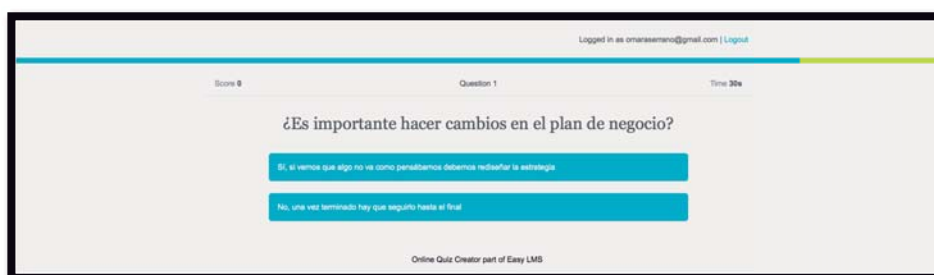 Logged in as omaraserrano@gmail.com | Logout
Score 0
Question 1
Time 30s
¿Es importante hacer cambios en el plan de negocio?
Sí, si vemos que algo no va como pensábamos debemos rediseñar la estrategia
No, una vez terminado hay que seguirlo hasta el final
Online Quiz Creator part of Easy LMS